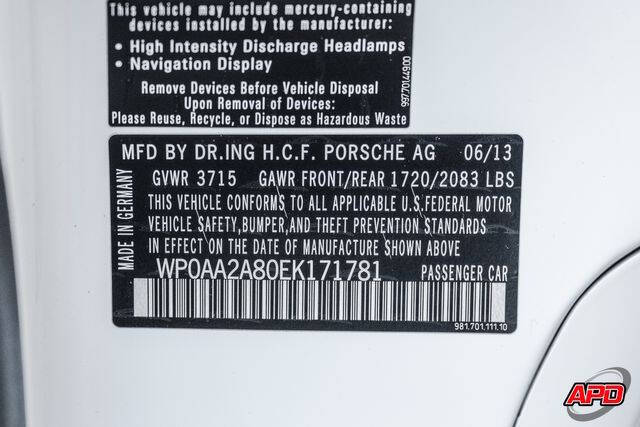 This vehicle may include mercury-containing
devices installed by the manufacturer:
• High Intensity Discharge Headlamps
• Navigation Display
Remove Devices Before Vehicle Disposal
Upon Removal of Devices:
Please Reuse, Recycle, or Dispose as Hazardous Waste
997.701.449.00
MFD BY DR.ING H.C.F. PORSCHE AG 06/13
GVWR 3715 GAWR FRONT/REAR 1720/2083 LBS
THIS VEHICLE CONFORMS TO ALL APPLICABLE U.S.FEDERAL MOTOR
VEHICLE SAFETY,BUMPER,AND THEFT PREVENTION STANDARDS
IN EFFECT ON THE DATE OF MANUFACTURE SHOWN ABOVE
WP0AA2A80EK171781 PASSENGER CAR
MADE IN GERMANY
981.701.111.10
APD